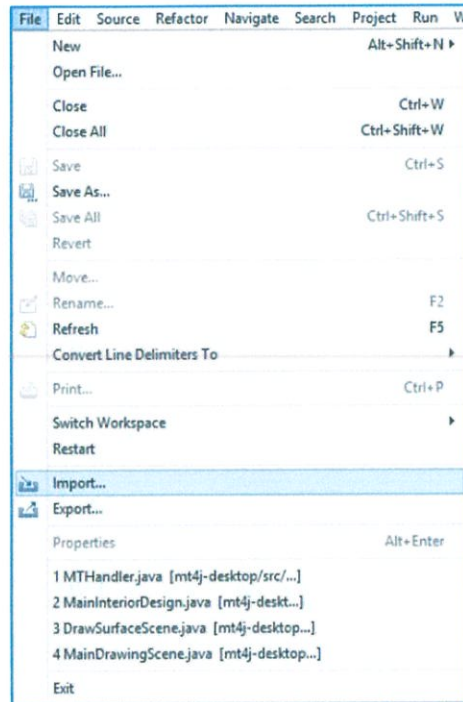 File Edit Source Refactor Navigate Search Project Run W
New Alt+Shift+N
Open File...
Close Ctrl+W
Close All Ctrl+Shift+W
Save Ctrl+S
Save As...
Save All Ctrl+Shift+S
Revert
Move...
Rename... F2
Refresh F5
Convert Line Delimiters To
Print... Ctrl+P
Switch Workspace
Restart
Import...
Export...
Properties Alt+Enter
1 MTHandler.java [mt4j-desktop/src/...]
2 MainInteriorDesign.java [mt4j-deskt...]
3 DrawSurfaceScene.java [mt4j-desktop...]
4 MainDrawingScene.java [mt4j-desktop...]
Exit